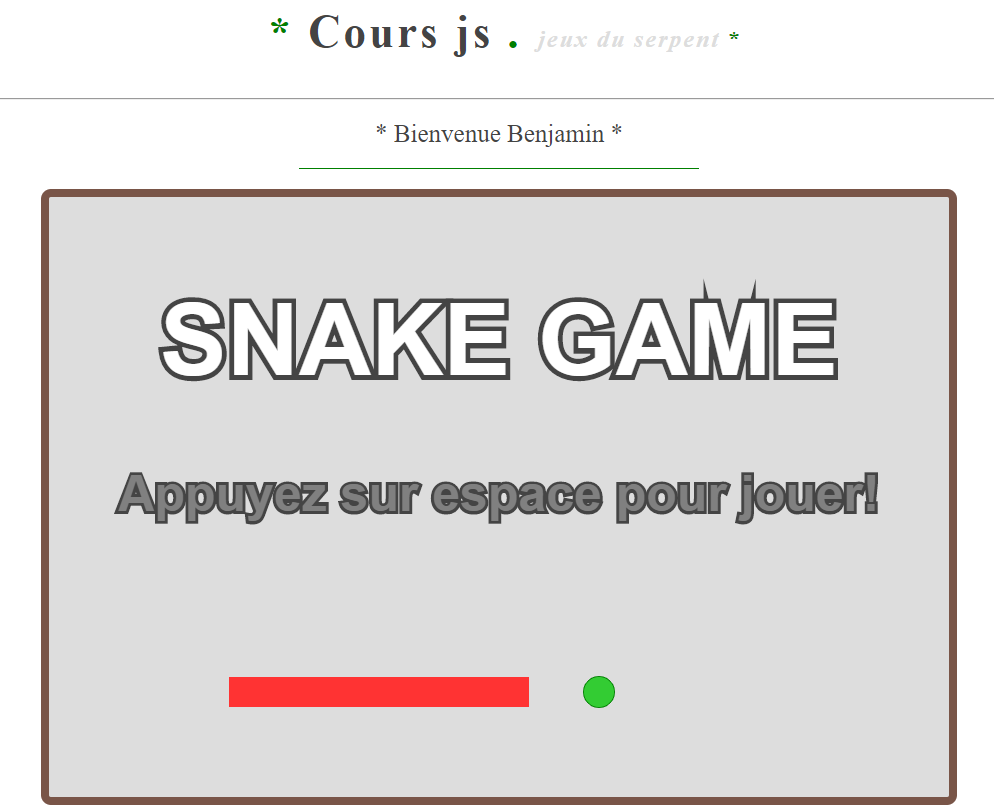 * Cours js . jeux du serpent *
* Bienvenue Benjamin *
SNAKE GAME
Appuyez sur espace pour jouer!